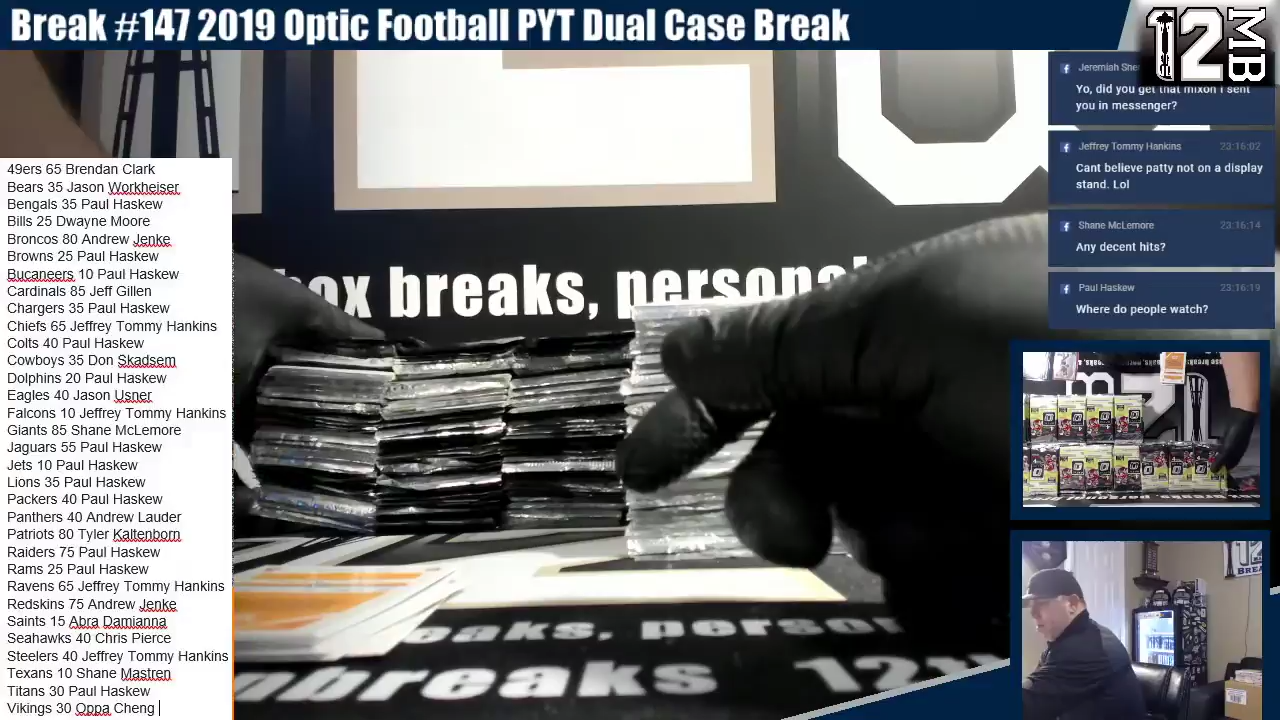 Break #147 2019 Optic Football PYT Dual Case Break
12
MB
49ers 65 Brendan Clark
Bears 35 Jason Workheiser
Bengals 35 Paul Haskew
Bills 25 Dwayne Moore
Broncos 80 Andrew Jenke
Browns 25 Paul Haskew
Bucaneers 10 Paul Haskew
Cardinals 85 Jeff Gillen
Chargers 35 Paul Haskew
Chiefs 65 Jeffrey Tommy Hankins
Colts 40 Paul Haskew
Cowboys 35 Don Skadsem
Dolphins 20 Paul Haskew
Eagles 40 Jason Usner
Falcons 10 Jeffrey Tommy Hankins
Giants 85 Shane McLemore
Jaguars 55 Paul Haskew
Jets 10 Paul Haskew
Lions 35 Paul Haskew
Packers 40 Paul Haskew
Panthers 40 Andrew Lauder
Patriots 80 Tyler Kaltenborn
Raiders 75 Paul Haskew
Rams 25 Paul Haskew
Ravens 65 Jeffrey Tommy Hankins
Redskins 75 Andrew Jenke
Saints 15 Abra Damianna
Seahawks 40 Chris Pierce
Steelers 40 Jeffrey Tommy Hankins
Texans 10 Shane Mastren
Titans 30 Paul Haskew
Vikings 30 Oppa Cheng
box breaks, personal
breaks, person
breaks 12
Jeremiah She
Yo, did you get that mixon I sent
you in messenger?
Jeffrey Tommy Hankins 23:16:02
Cant believe patty not on a display
stand. Lol
Shane McLemore 23:16:14
Any decent hits?
Paul Haskew 23:16:19
Where do people watch?
12